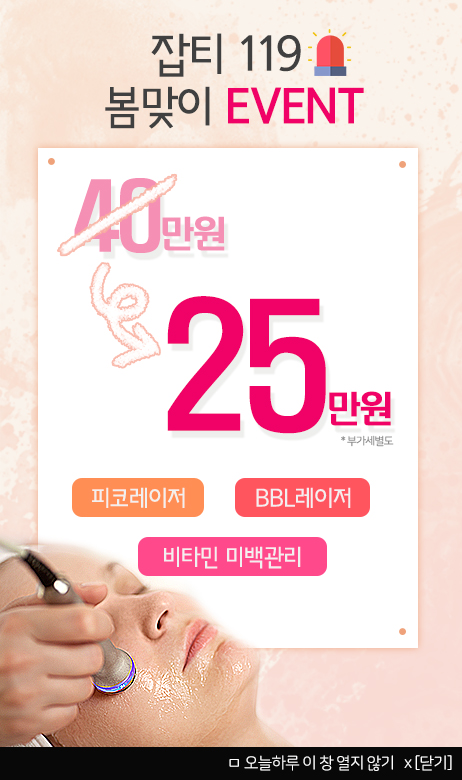 잡티 119
봄맞이 EVENT
40만원
25만원
* 부가세별도
피코레이저
BBL레이저
비타민 미백관리
ㅁ 오늘하루 이 창 열지 않기 x [닫기]